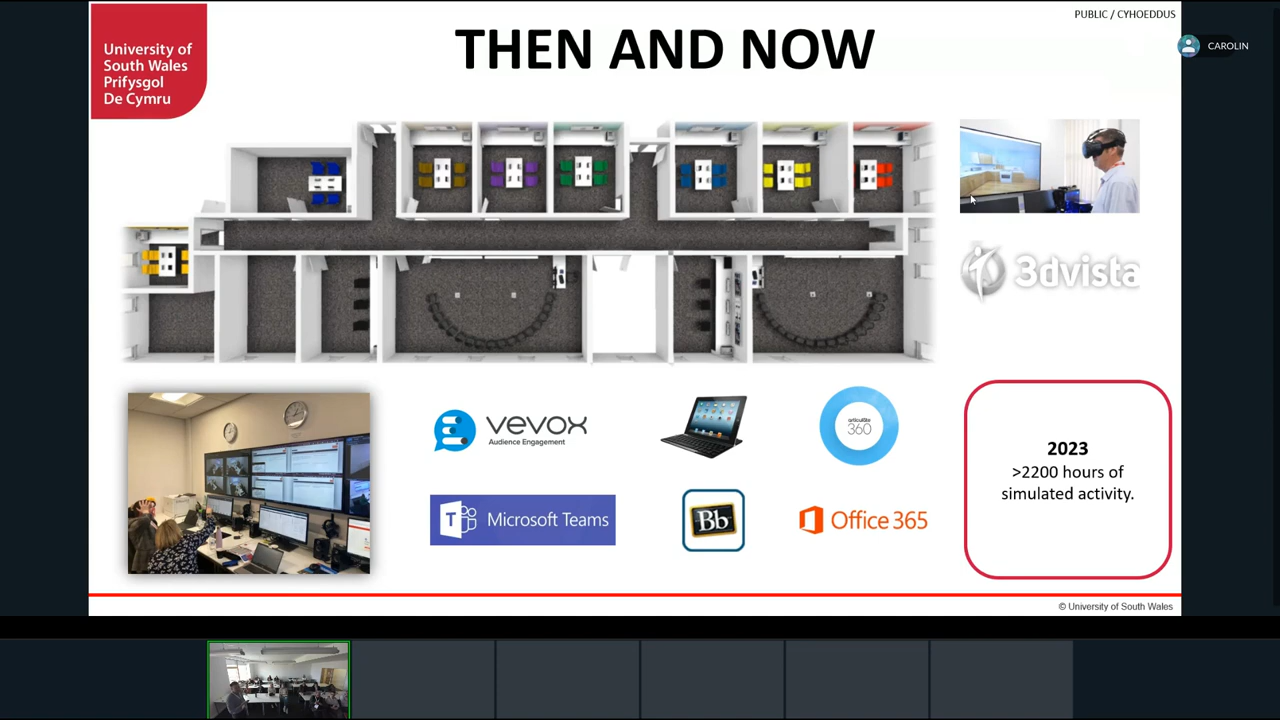 PUBLIC / CYHOEDDUS
THEN AND NOW
University of
South Wales
Prifysgol
De Cymru
CAROLIN
3dvista
vevox
Audience Engagement
articulate
360
2023
>2200 hours of
simulated activity.
T
Microsoft Teams
Bb
Office 365
© University of South Wales